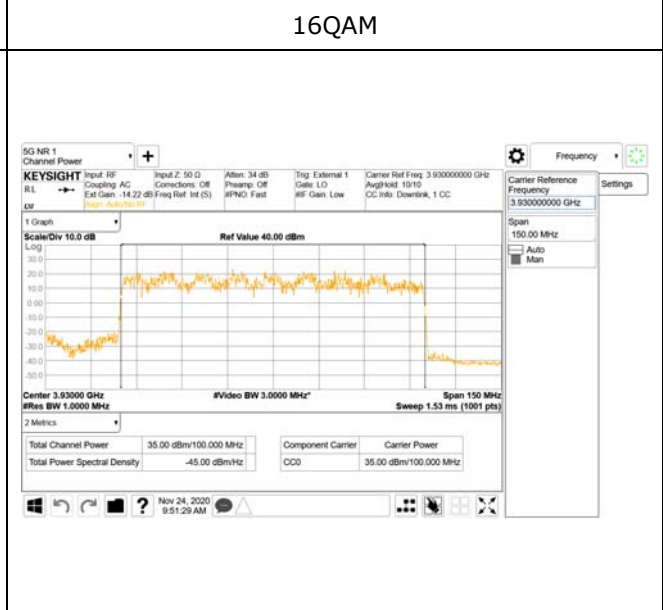 16QAM
5G NR 1
Channel Power
Frequency
KEYSIGHT
Input: RF
Input Z: 50 Ω
Atten: 34 dB
Trig: External 1
Carrier Ref Freq: 3.930000000 GHz
RL
Coupling: AC
Corrections: Off
Preamp: Off
Gate: LO
Avg|Hold: 10/10
Ext Gain: -14.22 dB
Freq Ref: Int (S)
#PNO: Fast
#IF Gain: Low
CC Info: Downlink, 1 CC
Align: Auto/No RF
Carrier Reference
Frequency
3.930000000 GHz
Settings
Span
150.00 MHz
Auto
Man
1 Graph
Scale/Div 10.0 dB
Ref Value 40.00 dBm
Log
30.0
20.0
10.0
0.00
-10.0
-20.0
-30.0
-40.0
-50.0
Center 3.93000 GHz
#Video BW 3.0000 MHz*
Span 150 MHz
#Res BW 1.0000 MHz
Sweep 1.53 ms (1001 pts)
2 Metrics
Total Channel Power
35.00 dBm/100.000 MHz
Component Carrier
Carrier Power
Total Power Spectral Density
-45.00 dBm/Hz
CC0
35.00 dBm/100.000 MHz
?
Nov 24, 2020
9:51:29 AM